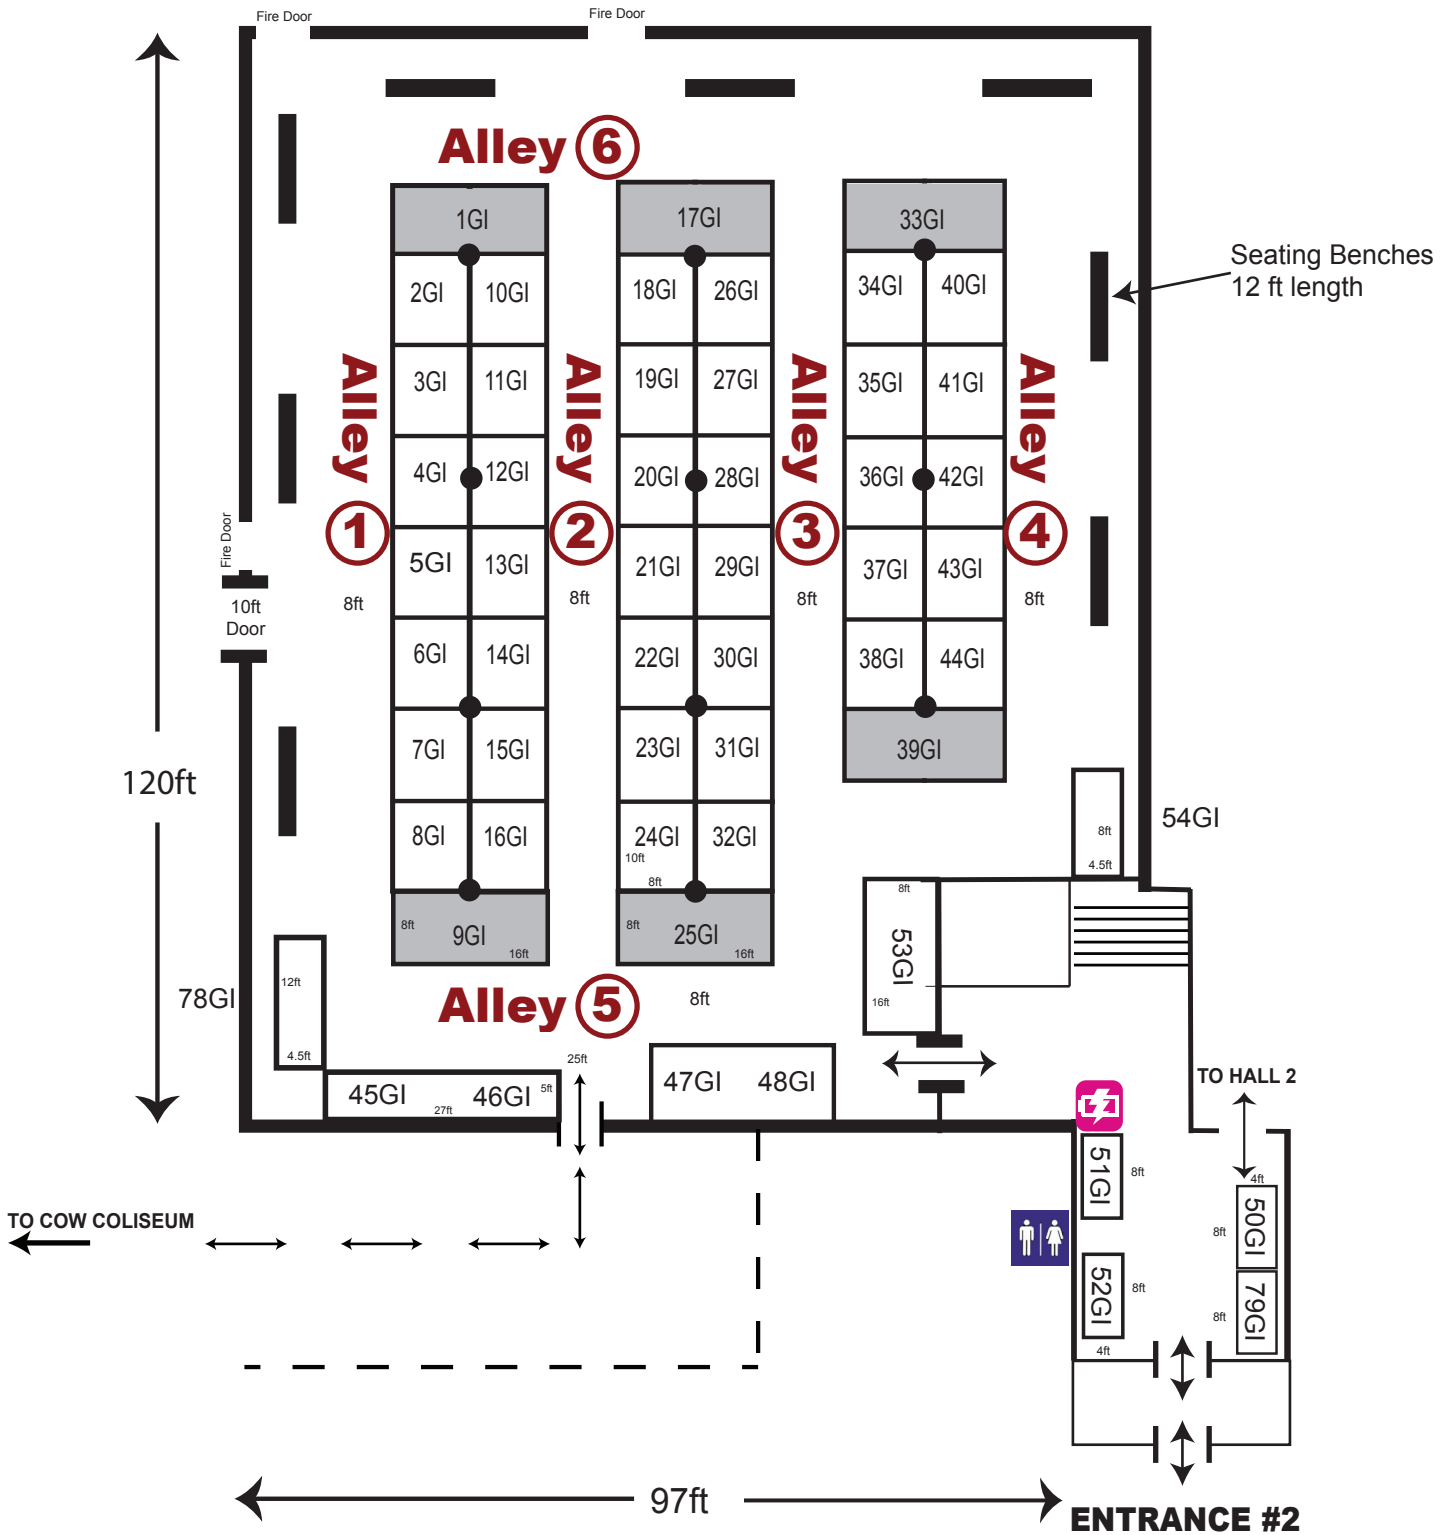 Fire Door
Fire Door
Alley 6
1GI
17GI
33GI
2GI
10GI
18GI
26GI
34GI
40GI
Seating Benches
12 ft length
3GI
11GI
19GI
27GI
35GI
41GI
Alley
1
Alley
2
Alley
3
Alley
4
4GI
12GI
20GI
28GI
36GI
42GI
Fire Door
5GI
13GI
21GI
29GI
37GI
43GI
10ft
Door
8ft
8ft
8ft
8ft
6GI
14GI
22GI
30GI
38GI
44GI
7GI
15GI
23GI
31GI
39GI
120ft
8GI
16GI
24GI
32GI
10ft
8ft
8ft
4.5ft
54GI
8ft
9GI
16ft
8ft
25GI
16ft
8ft
53GI
16ft
78GI
12ft
4.5ft
Alley 5
8ft
45GI
27ft
46GI
5ft
25ft
47GI
48GI
TO HALL 2
51GI
8ft
4ft
50GI
8ft
TO COW COLISEUM
52GI
8ft
4ft
79GI
8ft
97ft
ENTRANCE #2